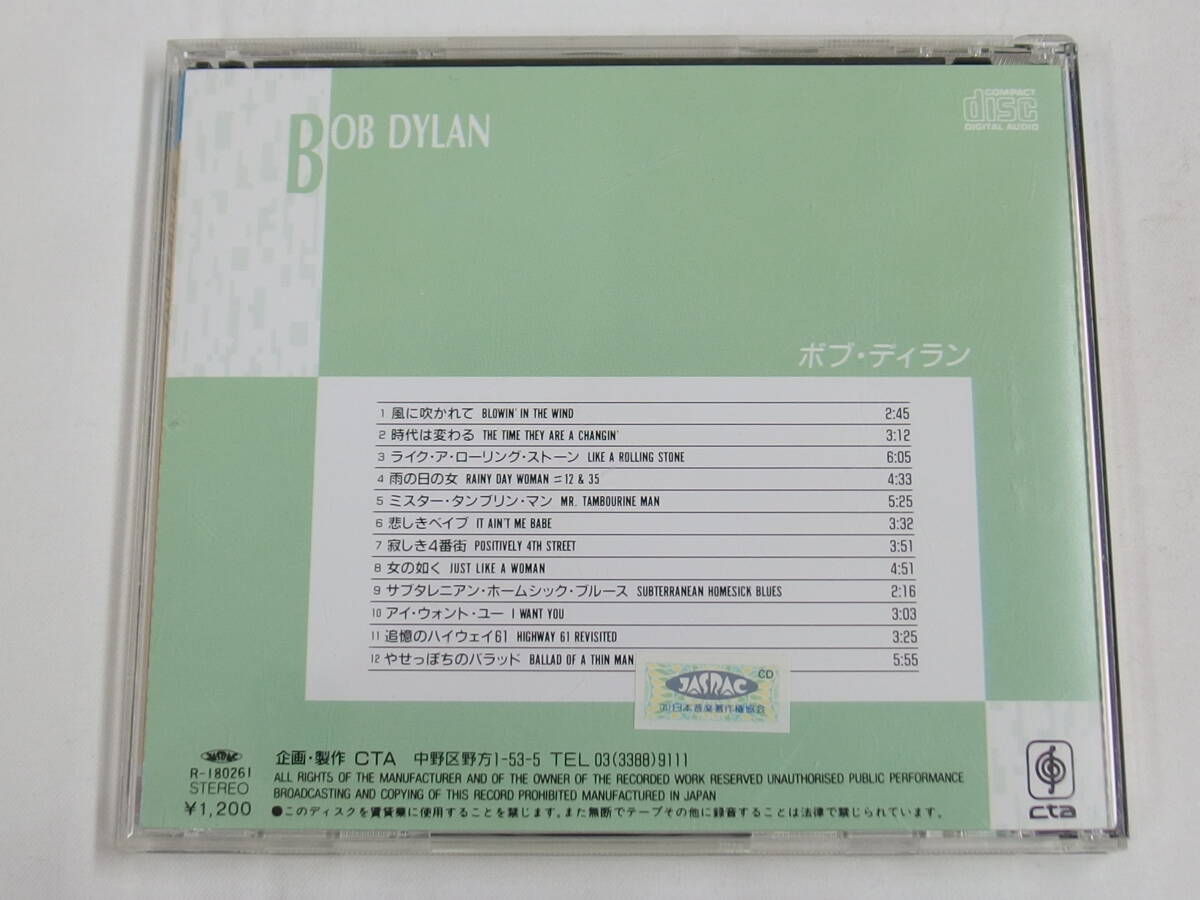 BOB DYLAN
COMPACT
disc
DIGITAL AUDIO
ボブ・ディラン
1 風に吹かれて BLOWIN' IN THE WIND 2:45
2 時代は変わる THE TIME THEY ARE A CHANGIN' 3:12
3 ライク・ア・ローリング・ストーン LIKE A ROLLING STONE 6:05
4 雨の日の女 RAINY DAY WOMAN ＝12 & 35 4:33
5 ミスター・タンブリン・マン MR. TAMBOURINE MAN 5:25
6 悲しきベイブ IT AIN'T ME BABE 3:32
7 寂しき4番街 POSITIVELY 4TH STREET 3:51
8 女の如く JUST LIKE A WOMAN 4:51
9 サブタレニアン・ホームシック・ブルース SUBTERRANEAN HOMESICK BLUES 2:16
10 アイ・ウォント・ユー I WANT YOU 3:03
11 追憶のハイウェイ61 HIGHWAY 61 REVISITED 3:25
12 やせっぽちのバラッド BALLAD OF A THIN MAN 5:55
CD
JASRAC
(社)日本音楽著作権協会
JASRAC
R-180261
STEREO
¥1,200
企画・製作 CTA 中野区野方1-53-5 TEL 03(3388)9111
ALL RIGHTS OF THE MANUFACTURER AND OF THE OWNER OF THE RECORDED WORK RESERVED UNAUTHORISED PUBLIC PERFORMANCE
BROADCASTING AND COPYING OF THIS RECORD PROHIBITED MANUFACTURED IN JAPAN
●このディスクを賃貸業に使用することを禁じます。また無断でテープその他に録音することは法律で禁じられています。
cta